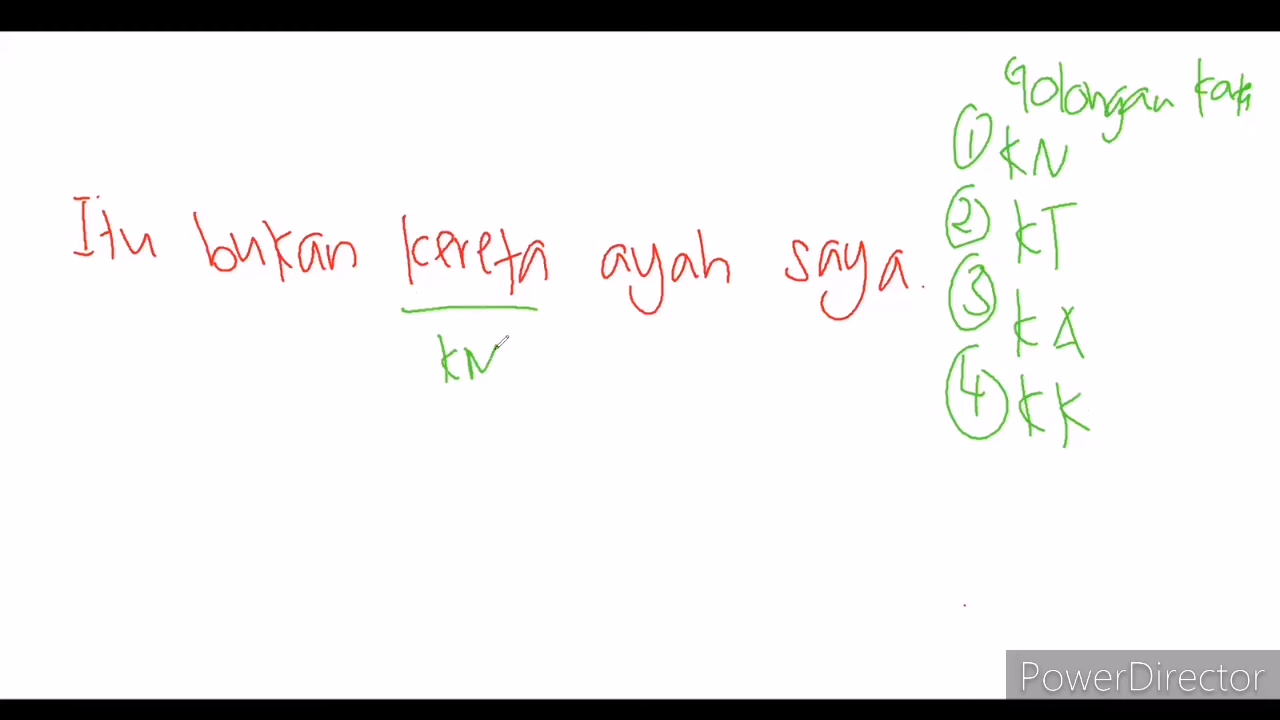 Golongan kata
① KN
② KT
③ KA
④ KK
Itu bukan kereta ayah saya.
KN
PowerDirector